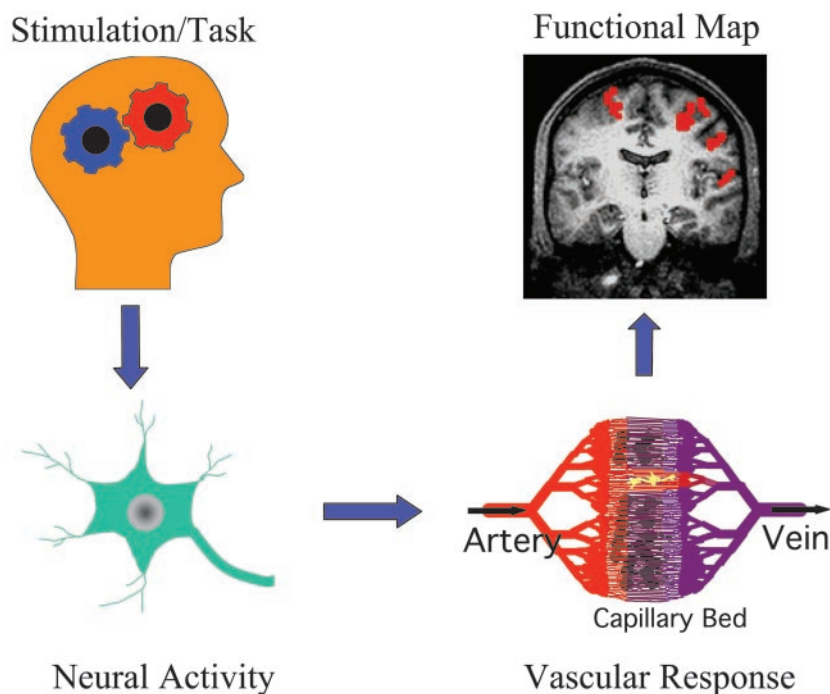 Stimulation/Task
Functional Map
Artery
Vein
Capillary Bed
Neural Activity
Vascular Response